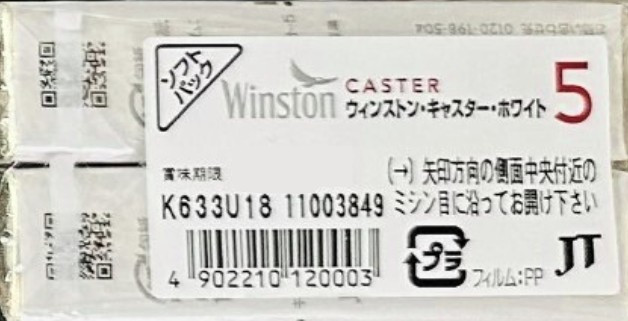 ソフト
パック
Winston CASTER 5
ウィンストン・キャスター・ホワイト
賞味期限
(→) 矢印方向の側面中央付近の
K633U18 11003849 ミシン目に沿ってお開け下さい
4 902210 120003
プラ
フィルム:PP
JT